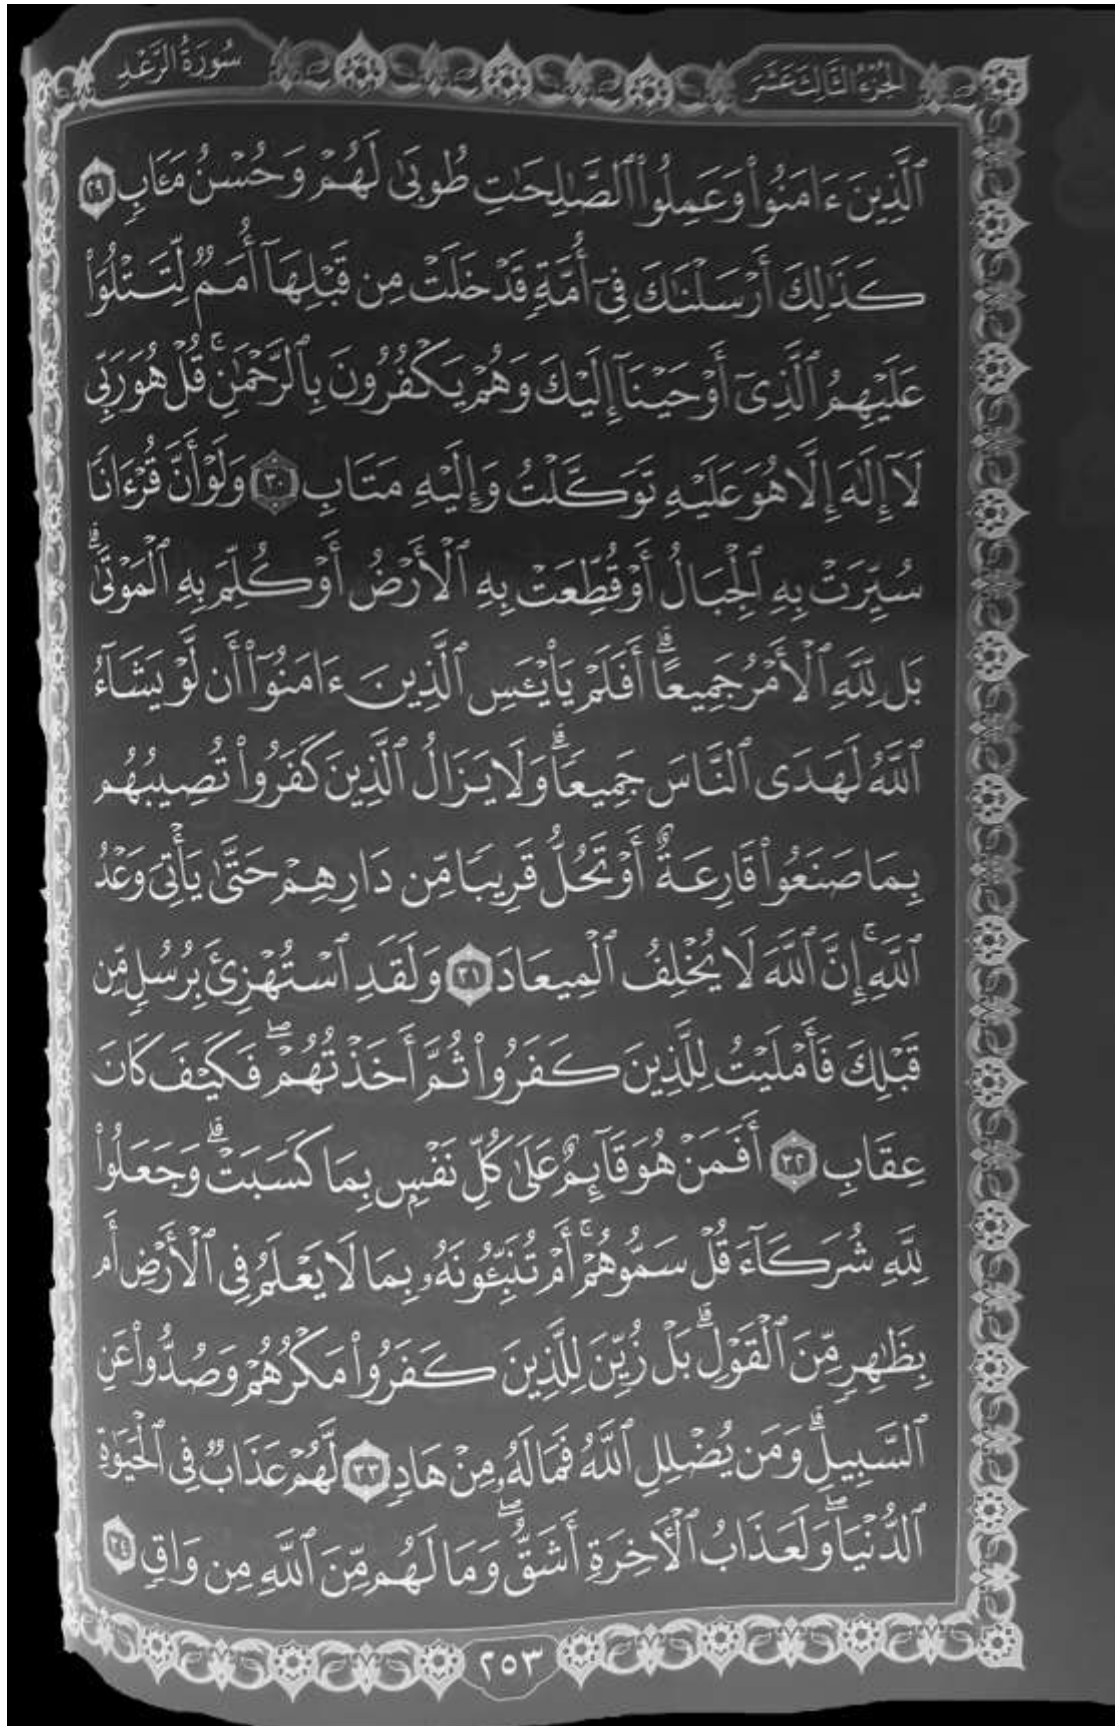 الجزء الثالث عشر
سورة الرعد
ٱلَّذِينَ ءَامَنُوا۟ وَعَمِلُوا۟ ٱلصَّـٰلِحَـٰتِ طُوبَىٰ لَهُمْ وَحُسْنُ مَـَٔابٍ ٢٩
كَذَٰلِكَ أَرْسَلْنَـٰكَ فِىٓ أُمَّةٍ قَدْ خَلَتْ مِن قَبْلِهَآ أُمَمٌ لِّتَتْلُوَا۟
عَلَيْهِمُ ٱلَّذِىٓ أَوْحَيْنَآ إِلَيْكَ وَهُمْ يَكْفُرُونَ بِٱلرَّحْمَـٰنِ ۚ قُلْ هُوَ رَبِّى
لَآ إِلَـٰهَ إِلَّا هُوَ عَلَيْهِ تَوَكَّلْتُ وَإِلَيْهِ مَتَابِ ٣٠ وَلَوْ أَنَّ قُرْءَانًا
سُيِّرَتْ بِهِ ٱلْجِبَالُ أَوْ قُطِّعَتْ بِهِ ٱلْأَرْضُ أَوْ كُلِّمَ بِهِ ٱلْمَوْتَىٰ ۗ
بَل لِّلَّهِ ٱلْأَمْرُ جَمِيعًا ۗ أَفَلَمْ يَا۟يْـَٔسِ ٱلَّذِينَ ءَامَنُوٓا۟ أَن لَّوْ يَشَآءُ
ٱللَّهُ لَهَدَى ٱلنَّاسَ جَمِيعًا ۗ وَلَا يَزَالُ ٱلَّذِينَ كَفَرُوا۟ تُصِيبُهُم
بِمَا صَنَعُوا۟ قَارِعَةٌ أَوْ تَحُلُّ قَرِيبًا مِّن دَارِهِمْ حَتَّىٰ يَأْتِىَ وَعْدُ
ٱللَّهِ ۚ إِنَّ ٱللَّهَ لَا يُخْلِفُ ٱلْمِيعَادَ ٣١ وَلَقَدِ ٱسْتُهْزِئَ بِرُسُلٍ مِّن
قَبْلِكَ فَأَمْلَيْتُ لِلَّذِينَ كَفَرُوا۟ ثُمَّ أَخَذْتُهُمْ ۖ فَكَيْفَ كَانَ
عِقَابِ ٣٢ أَفَمَنْ هُوَ قَآئِمٌ عَلَىٰ كُلِّ نَفْسٍۭ بِمَا كَسَبَتْ ۗ وَجَعَلُوا۟
لِلَّهِ شُرَكَآءَ قُلْ سَمُّوهُمْ ۚ أَمْ تُنَبِّـُٔونَهُۥ بِمَا لَا يَعْلَمُ فِى ٱلْأَرْضِ أَم
بِظَـٰهِرٍ مِّنَ ٱلْقَوْلِ ۗ بَلْ زُيِّنَ لِلَّذِينَ كَفَرُوا۟ مَكْرُهُمْ وَصُدُّوا۟ عَنِ
ٱلسَّبِيلِ ۗ وَمَن يُضْلِلِ ٱللَّهُ فَمَا لَهُۥ مِنْ هَادٍ ٣٣ لَّهُمْ عَذَابٌ فِى ٱلْحَيَوٰةِ
ٱلدُّنْيَا ۖ وَلَعَذَابُ ٱلْـَٔاخِرَةِ أَشَقُّ ۖ وَمَا لَهُم مِّنَ ٱللَّهِ مِن وَاقٍ ٣٤
٢٥٣